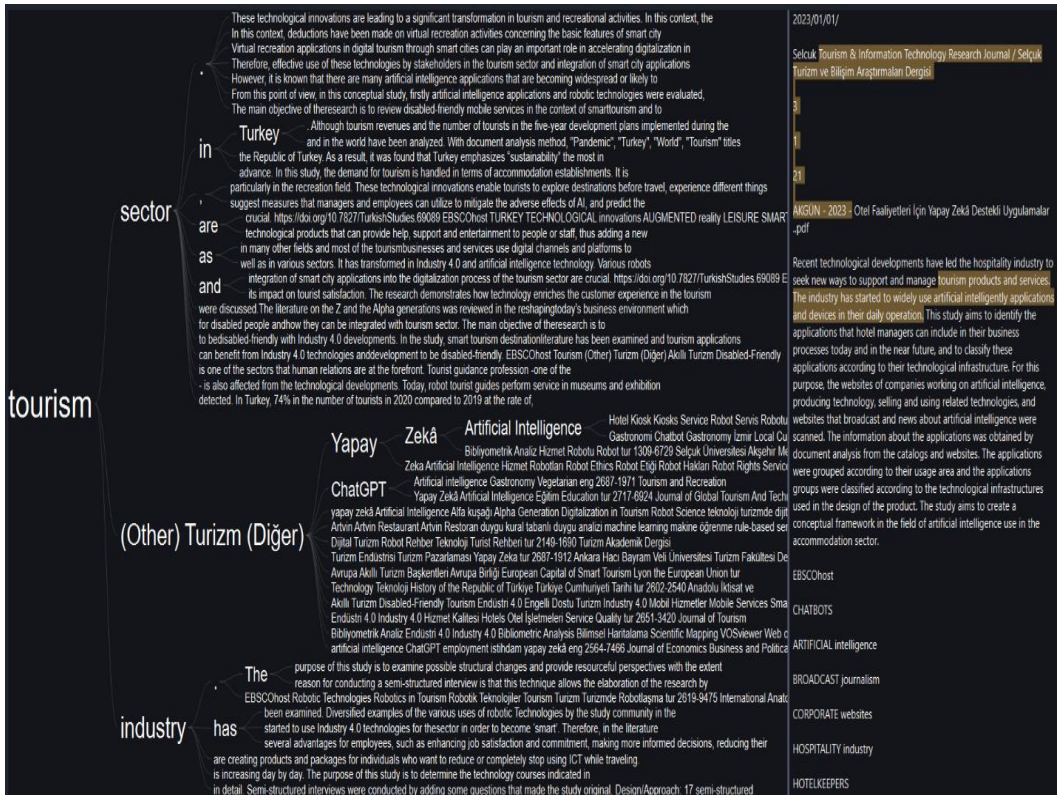 tourism
sector
.
These technological innovations are leading to a significant transformation in tourism and recreational activities. In this context, the
In this context, deductions have been made on virtual recreation activities concerning the basic features of smart city
Virtual recreation applications in digital tourism through smart cities can play an important role in accelerating digitalization in
Therefore, effective use of these technologies by stakeholders in the tourism sector and integration of smart city applications
However, it is known that there are many artificial intelligence applications that are becoming widespread or likely to
From this point of view, in this conceptual study, firstly artificial intelligence applications and robotic technologies were evaluated,
The main objective of theresearch is to review disabled-friendly mobile services in the context of smarttourism and to
in
Turkey
. Although tourism revenues and the number of tourists in the five-year development plans implemented during the
and in the world have been analyzed. With document analysis method, "Pandemic", "Turkey", "World", "Tourism" titles
the Republic of Turkey. As a result, it was found that Turkey emphasizes "sustainability" the most in
advance. In this study, the demand for tourism is handled in terms of accommodation establishments. It is
,
particularly in the recreation field. These technological innovations enable tourists to explore destinations before travel, experience different things
suggest measures that managers and employees can utilize to mitigate the adverse effects of AI, and predict the
are
crucial. https://doi.org/10.7827/TurkishStudies.69089 EBSCOhost TURKEY TECHNOLOGICAL innovations AUGMENTED reality LEISURE SMART
technological products that can provide help, support and entertainment to people or staff, thus adding a new
as
in many other fields and most of the tourismbusinesses and services use digital channels and platforms to
well as in various sectors. It has transformed in Industry 4.0 and artificial intelligence technology. Various robots
and
integration of smart city applications into the digitalization process of the tourism sector are crucial. https://doi.org/10.7827/TurkishStudies.69089 E
its impact on tourist satisfaction. The research demonstrates how technology enriches the customer experience in the tourism
were discussed.The literature on the Z and the Alpha generations was reviewed in the reshapingtoday's business environment which
for disabled people andhow they can be integrated with tourism sector. The main objective of theresearch is to
to bedisabled-friendly with Industry 4.0 developments. In the study, smart tourism destinationliterature has been examined and tourism applications
can benefit from Industry 4.0 technologies anddevelopment to be disabled-friendly. EBSCOhost Tourism (Other) Turizm (Diğer) Akıllı Turizm Disabled-Friendly
is one of the sectors that human relations are at the forefront. Tourist guidance profession -one of the
- is also affected from the technological developments. Today, robot tourist guides perform service in museums and exhibition
detected. In Turkey, 74% in the number of tourists in 2020 compared to 2019 at the rate of,
(Other) Turizm (Diğer)
Yapay
Zekâ
Artificial Intelligence
Hotel Kiosk Kiosks Service Robot Servis Robotu
Gastronomi Chatbot Gastronomy İzmir Local Cu
Bibliyometrik Analiz Hizmet Robotu Robot tur 1309-6729 Selçuk Üniversitesi Akşehir Me
Zeka Artificial Intelligence Hizmet Robotları Robot Ethics Robot Etiği Robot Hakları Robot Rights Service
ChatGPT
Artificial intelligence Gastronomy Vegetarian eng 2687-1971 Tourism and Recreation
Yapay Zekâ Artificial Intelligence Eğitim Education tur 2717-6924 Journal of Global Tourism And Techn
yapay zekâ Artificial Intelligence Alfa kuşağı Alpha Generation Digitalization in Tourism Robot Science teknoloji turizmde dijit
Artvin Artvin Restaurant Artvin Restoran duygu kural tabanlı duygu analizi machine learning makine öğrenme rule-based sen
Dijital Turizm Robot Rehber Teknoloji Turist Rehberi tur 2149-1690 Turizm Akademik Dergisi
Turizm Endüstrisi Turizm Pazarlaması Yapay Zeka tur 2687-1912 Ankara Hacı Bayram Veli Üniversitesi Turizm Fakültesi De
Avrupa Akıllı Turizm Başkentleri Avrupa Birliği European Capital of Smart Tourism Lyon the European Union tur
Technology Teknoloji History of the Republic of Türkiye Türkiye Cumhuriyeti Tarihi tur 2602-2540 Anadolu İktisat ve
Akıllı Turizm Disabled-Friendly Tourism Endüstri 4.0 Engelli Dostu Turizm Industry 4.0 Mobil Hizmetler Mobile Services Sma
Endüstri 4.0 Industry 4.0 Hizmet Kalitesi Hotels Otel İşletmeleri Service Quality tur 2651-3420 Journal of Tourism
Bibliyometrik Analiz Endüstri 4.0 Industry 4.0 Bibliometric Analysis Bilimsel Haritalama Scientific Mapping VOSviewer Web o
artificial intelligence ChatGPT employment istihdam yapay zekâ eng 2564-7466 Journal of Economics Business and Politica
industry
.
The
purpose of this study is to examine possible structural changes and provide resourceful perspectives with the extent
reason for conducting a semi-structured interview is that this technique allows the elaboration of the research by
EBSCOhost Robotic Technologies Robotics in Tourism Robotik Teknolojiler Tourism Turizm Turizmde Robotlaşma tur 2619-9475 International Anato
has
been examined. Diversified examples of the various uses of robotic Technologies by the study community in the
started to use Industry 4.0 technologies for thesector in order to become 'smart'. Therefore, in the literature
several advantages for employees, such as enhancing job satisfaction and commitment, making more informed decisions, reducing their
are creating products and packages for individuals who want to reduce or completely stop using ICT while traveling.
is increasing day by day. The purpose of this study is to determine the technology courses indicated in
in detail. Semi-structured interviews were conducted by adding some questions that made the study original. Design/Approach: 17 semi-structured
2023/01/01/
Selcuk Tourism & Information Technology Research Journal / Selçuk
Turizm ve Bilişim Araştırmaları Dergisi
3
1
21
AKGÜN - 2023 - Otel Faaliyetleri İçin Yapay Zekâ Destekli Uygulamalar
..pdf
Recent technological developments have led the hospitality industry to
seek new ways to support and manage tourism products and services.
The industry has started to widely use artificial intelligently applications
and devices in their daily operation. This study aims to identify the
applications that hotel managers can include in their business
processes today and in the near future, and to classify these
applications according to their technological infrastructure. For this
purpose, the websites of companies working on artificial intelligence,
producing technology, selling and using related technologies, and
websites that broadcast and news about artificial intelligence were
scanned. The information about the applications was obtained by
document analysis from the catalogs and websites. The applications
were grouped according to their usage area and the applications
groups were classified according to the technological infrastructures
used in the design of the product. The study aims to create a
conceptual framework in the field of artificial intelligence use in the
accommodation sector.
EBSCOhost
CHATBOTS
ARTIFICIAL intelligence
BROADCAST journalism
CORPORATE websites
HOSPITALITY industry
HOTELKEEPERS